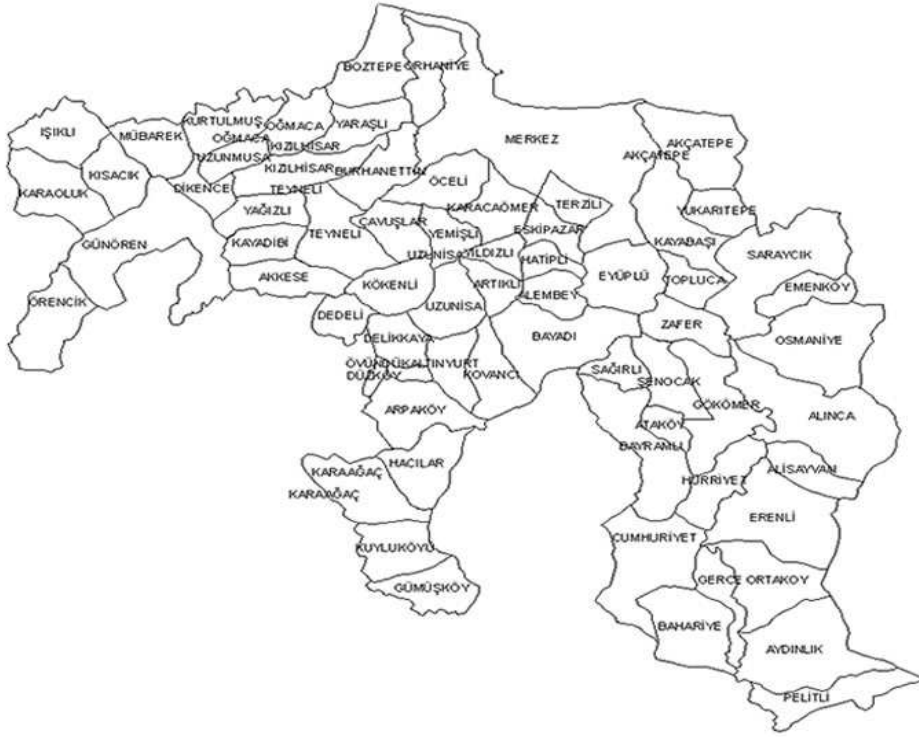 BOZTEPE
ORHANİYE
KURTULMUŞ
OĞMACA
YARAŞLI
IŞIKLI
MÜBAREK
OĞMACA
KIZILHİSAR
MERKEZ
AKÇATEPE
AKÇATEPE
UZUNMUSA
KIZILHİSAR
BURHANETTİN
KISACIK
KARAOLUK
DİKENCE
TEYNELİ
ÖCELİ
KARACAÖMER
TERZİLİ
YUKARITEPE
YAĞIZLI
ÇAVUŞLAR
YEMİŞLİ
ESKİPAZAR
GÜNÖREN
KAYADİBİ
TEYNELİ
UZUNİSA
YILDIZLI
HATİPLİ
KAYABAŞI
SARAYCIK
AKKESE
KÖKENLİ
ARTIKLI
ALEMBEY
EYÜPLÜ
TOPLUCA
EMENKÖY
ÖRENCİK
DEDELİ
UZUNİSA
DELİKKAYA
BAYADI
ZAFER
OSMANİYE
ÖVÜNDÜK
ALTINYURT
KOVANCI
DÜZKÖY
SAĞIRLI
ŞENOCAK
GÖKÖMER
ARPAKÖY
ATAKÖY
ALINCA
BAYRAMLI
KARAAĞAÇ
HACILAR
HÜRRİYET
ALİSAYVAN
KARAAĞAÇ
ERENLİ
KUYLUKÖYÜ
CUMHURİYET
GÜMÜŞKÖY
GERCE
ORTAKÖY
BAHARİYE
AYDINLIK
PELİTLİ